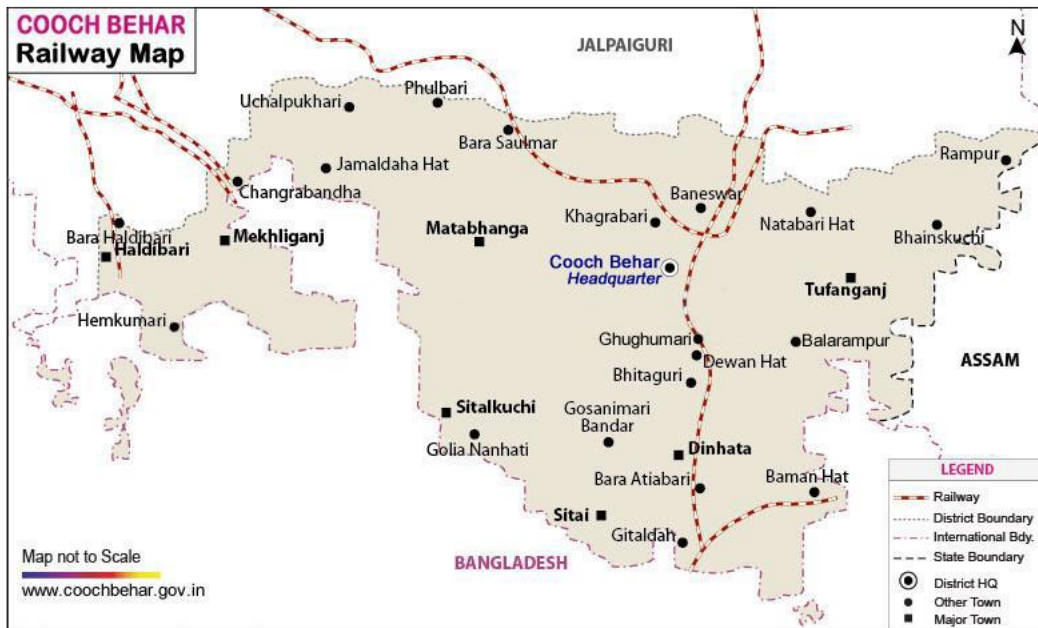 COOCH BEHAR
Railway Map
JALPAIGURI
N
Phulbari
Uchalpukhari
Bara Saulmar
Rampur
Jamaldaha Hat
Changrabandha
Baneswar
Khagrabari
Natabari Hat
Bara Haldibari
Mekhliganj
Matabhanga
Bhainskuchi
Haldibari
Cooch Behar
Headquarter
Tufanganj
Hemkumari
Ghughumari
Balarampur
Dewan Hat
ASSAM
Bhitaguri
Sitalkuchi
Gosanimari
Bandar
Golia Nanhati
Dinhata
Bara Atiabari
Baman Hat
Sitai
Gitaldah
BANGLADESH
Map not to Scale
www.coochbehar.gov.in
LEGEND
Railway
District Boundary
International Bdy.
State Boundary
District HQ
Other Town
Major Town